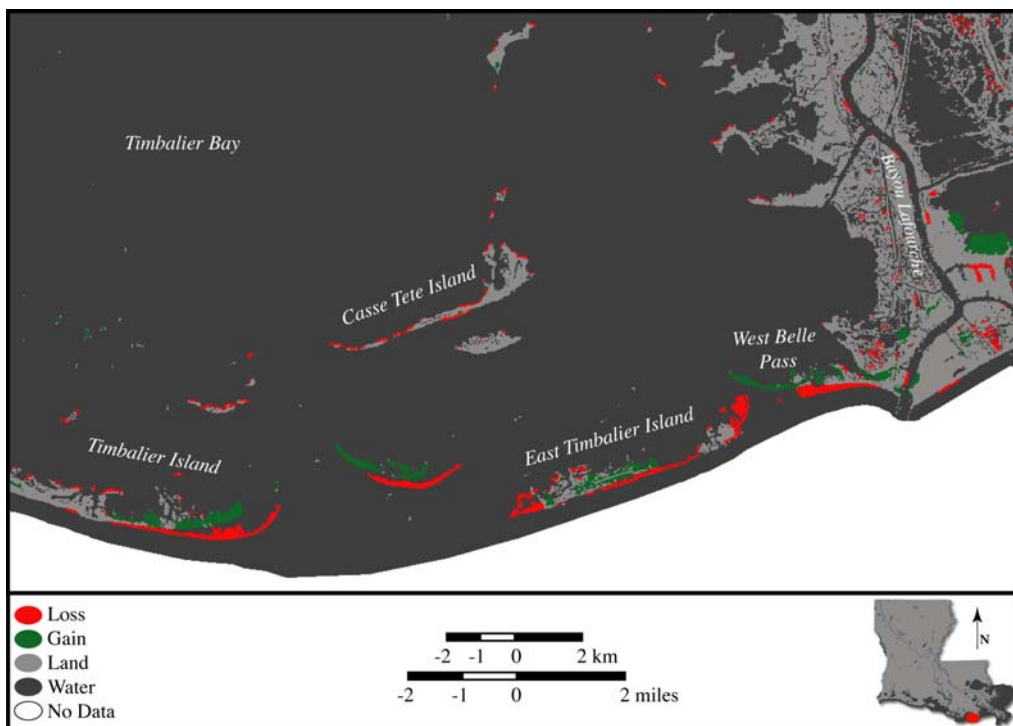 Timbalier Bay
Bayou Lafourche
Casse Tete Island
West Belle
Pass
East Timbalier Island
Timbalier Island
Loss
Gain
Land
Water
No Data
-2 -1 0 2 km
-2 -1 0 2 miles
N